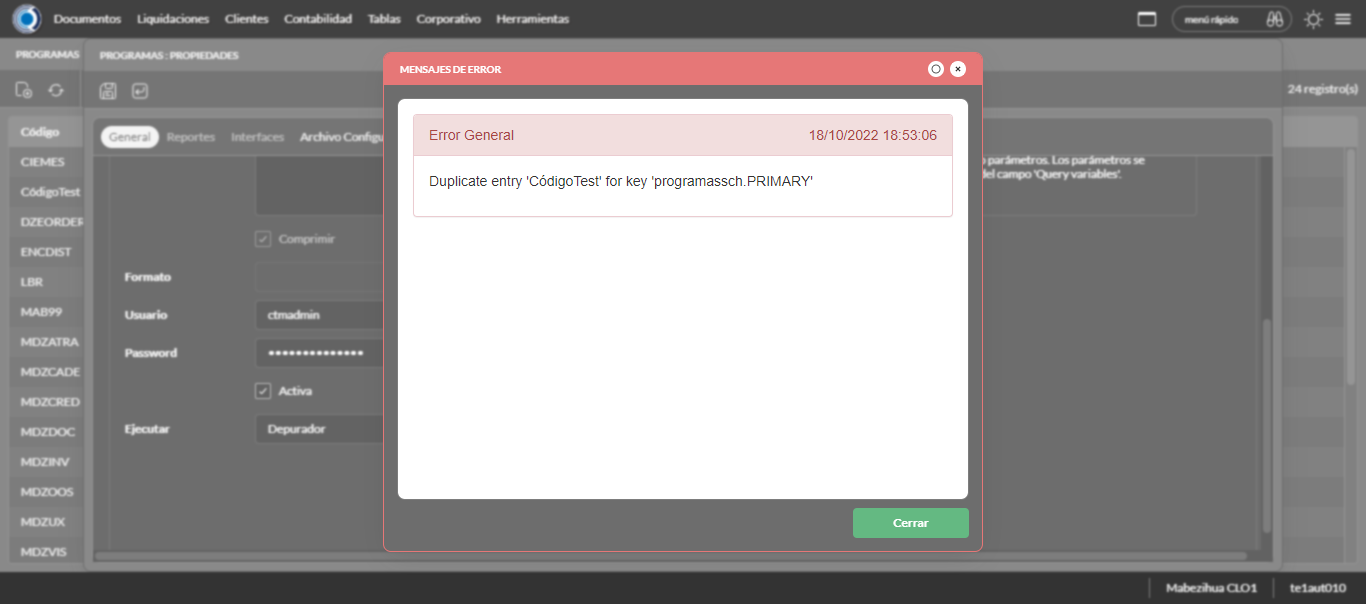 Documentos Liquidaciones Clientes Contabilidad Tablas Corporativo Herramientas menú rápido
PROGRAMAS PROGRAMAS : PROPIEDADES
24 registro(s)
MENSAJES DE ERROR
Error General 18/10/2022 18:53:06
Duplicate entry 'CódigoTest' for key 'programassch.PRIMARY'
Cerrar
General Reportes Interfaces Archivo Configu
parámetros. Los parámetros se
del campo 'Query variables'.
Comprimir
Formato
Usuario ctmadmin
Password ••••••••••••••
Activa
Ejecutar Depurador
Código
CIEMES
CódigoTest
DZEORDER
ENCDIST
LBR
MAB99
MDZATRA
MDZCADE
MDZCRED
MDZDOC
MDZINV
MDZOOS
MDZUX
MDZVIS
Mabezihua CLO1 te1aut010